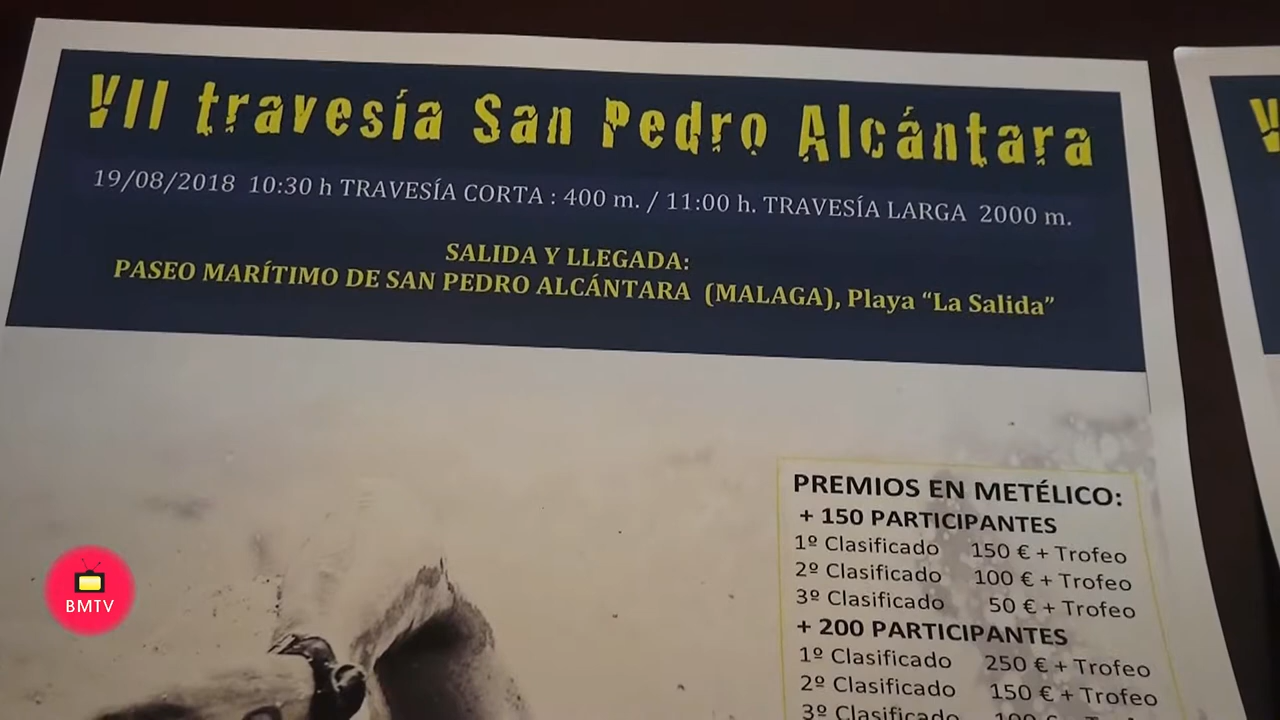 VII travesía San Pedro Alcántara
19/08/2018 10:30 h TRAVESÍA CORTA : 400 m. / 11:00 h. TRAVESÍA LARGA 2000 m.
SALIDA Y LLEGADA:
PASEO MARÍTIMO DE SAN PEDRO ALCÁNTARA (MALAGA), Playa “La Salida”
PREMIOS EN METÉLICO:
+ 150 PARTICIPANTES
1º Clasificado 150 € + Trofeo
2º Clasificado 100 € + Trofeo
3º Clasificado 50 € + Trofeo
+ 200 PARTICIPANTES
1º Clasificado 250 € + Trofeo
2º Clasificado 150 € + Trofeo
3º Clasificado
BMTV